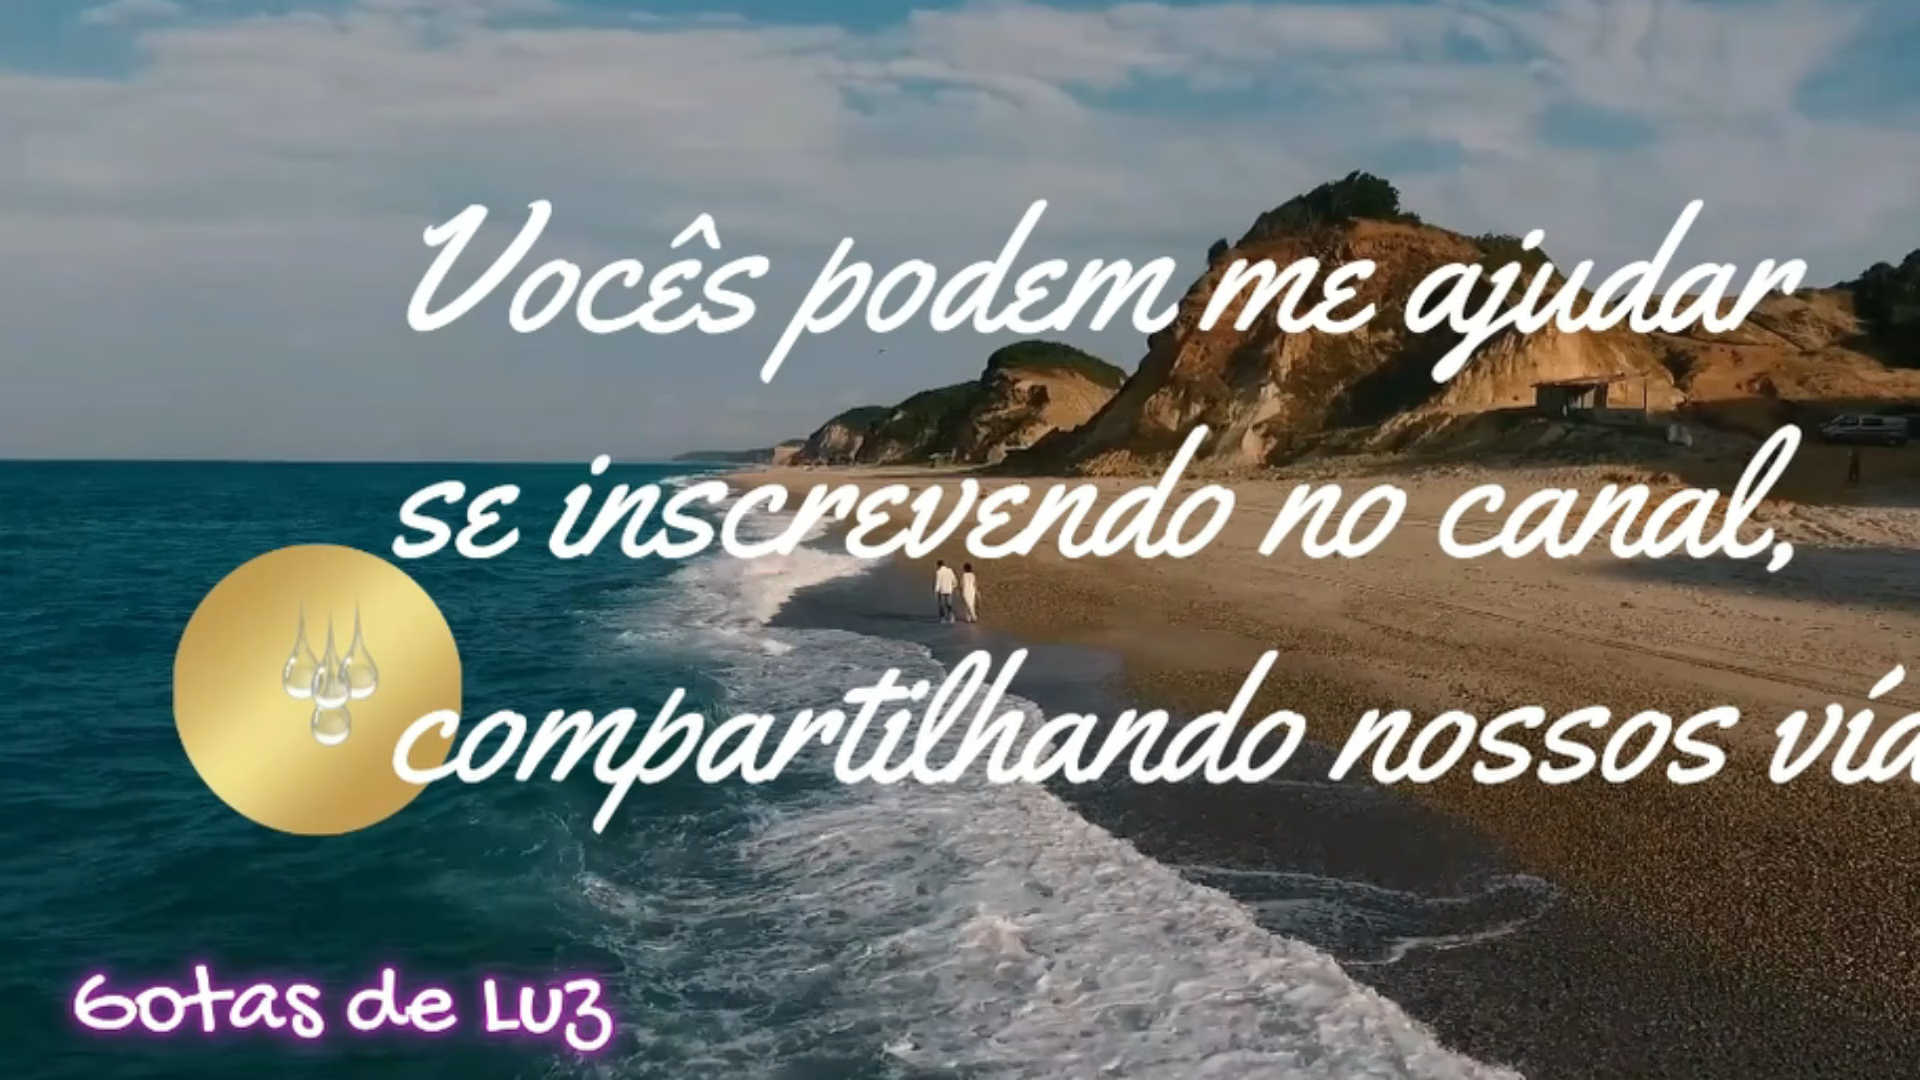 Vocês podem me ajudar
se inscrevendo no canal,
compartilhando nossos
Gotas de Luz